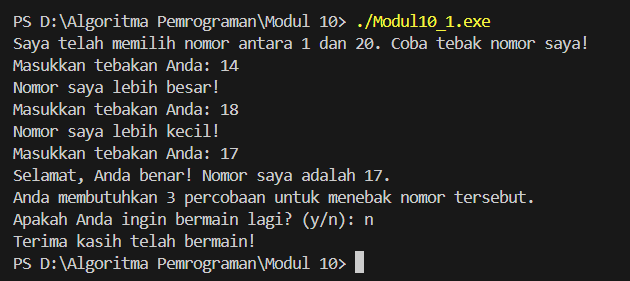 PS D:\Algoritma Pemrograman\Modul 10> ./Modul10_1.exe
Saya telah memilih nomor antara 1 dan 20. Coba tebak nomor saya!
Masukkan tebakan Anda: 14
Nomor saya lebih besar!
Masukkan tebakan Anda: 18
Nomor saya lebih kecil!
Masukkan tebakan Anda: 17
Selamat, Anda benar! Nomor saya adalah 17.
Anda membutuhkan 3 percobaan untuk menebak nomor tersebut.
Apakah Anda ingin bermain lagi? (y/n): n
Terima kasih telah bermain!
PS D:\Algoritma Pemrograman\Modul 10>